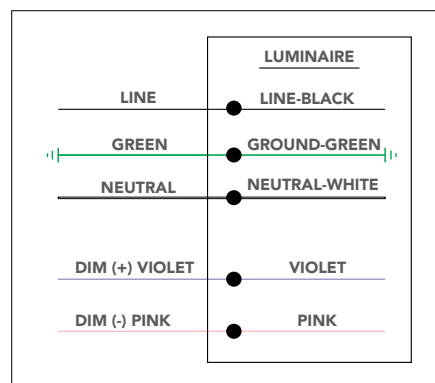 LUMINAIRE
LINE LINE-BLACK
GREEN GROUND-GREEN
NEUTRAL NEUTRAL-WHITE
DIM (+) VIOLET VIOLET
DIM (-) PINK PINK